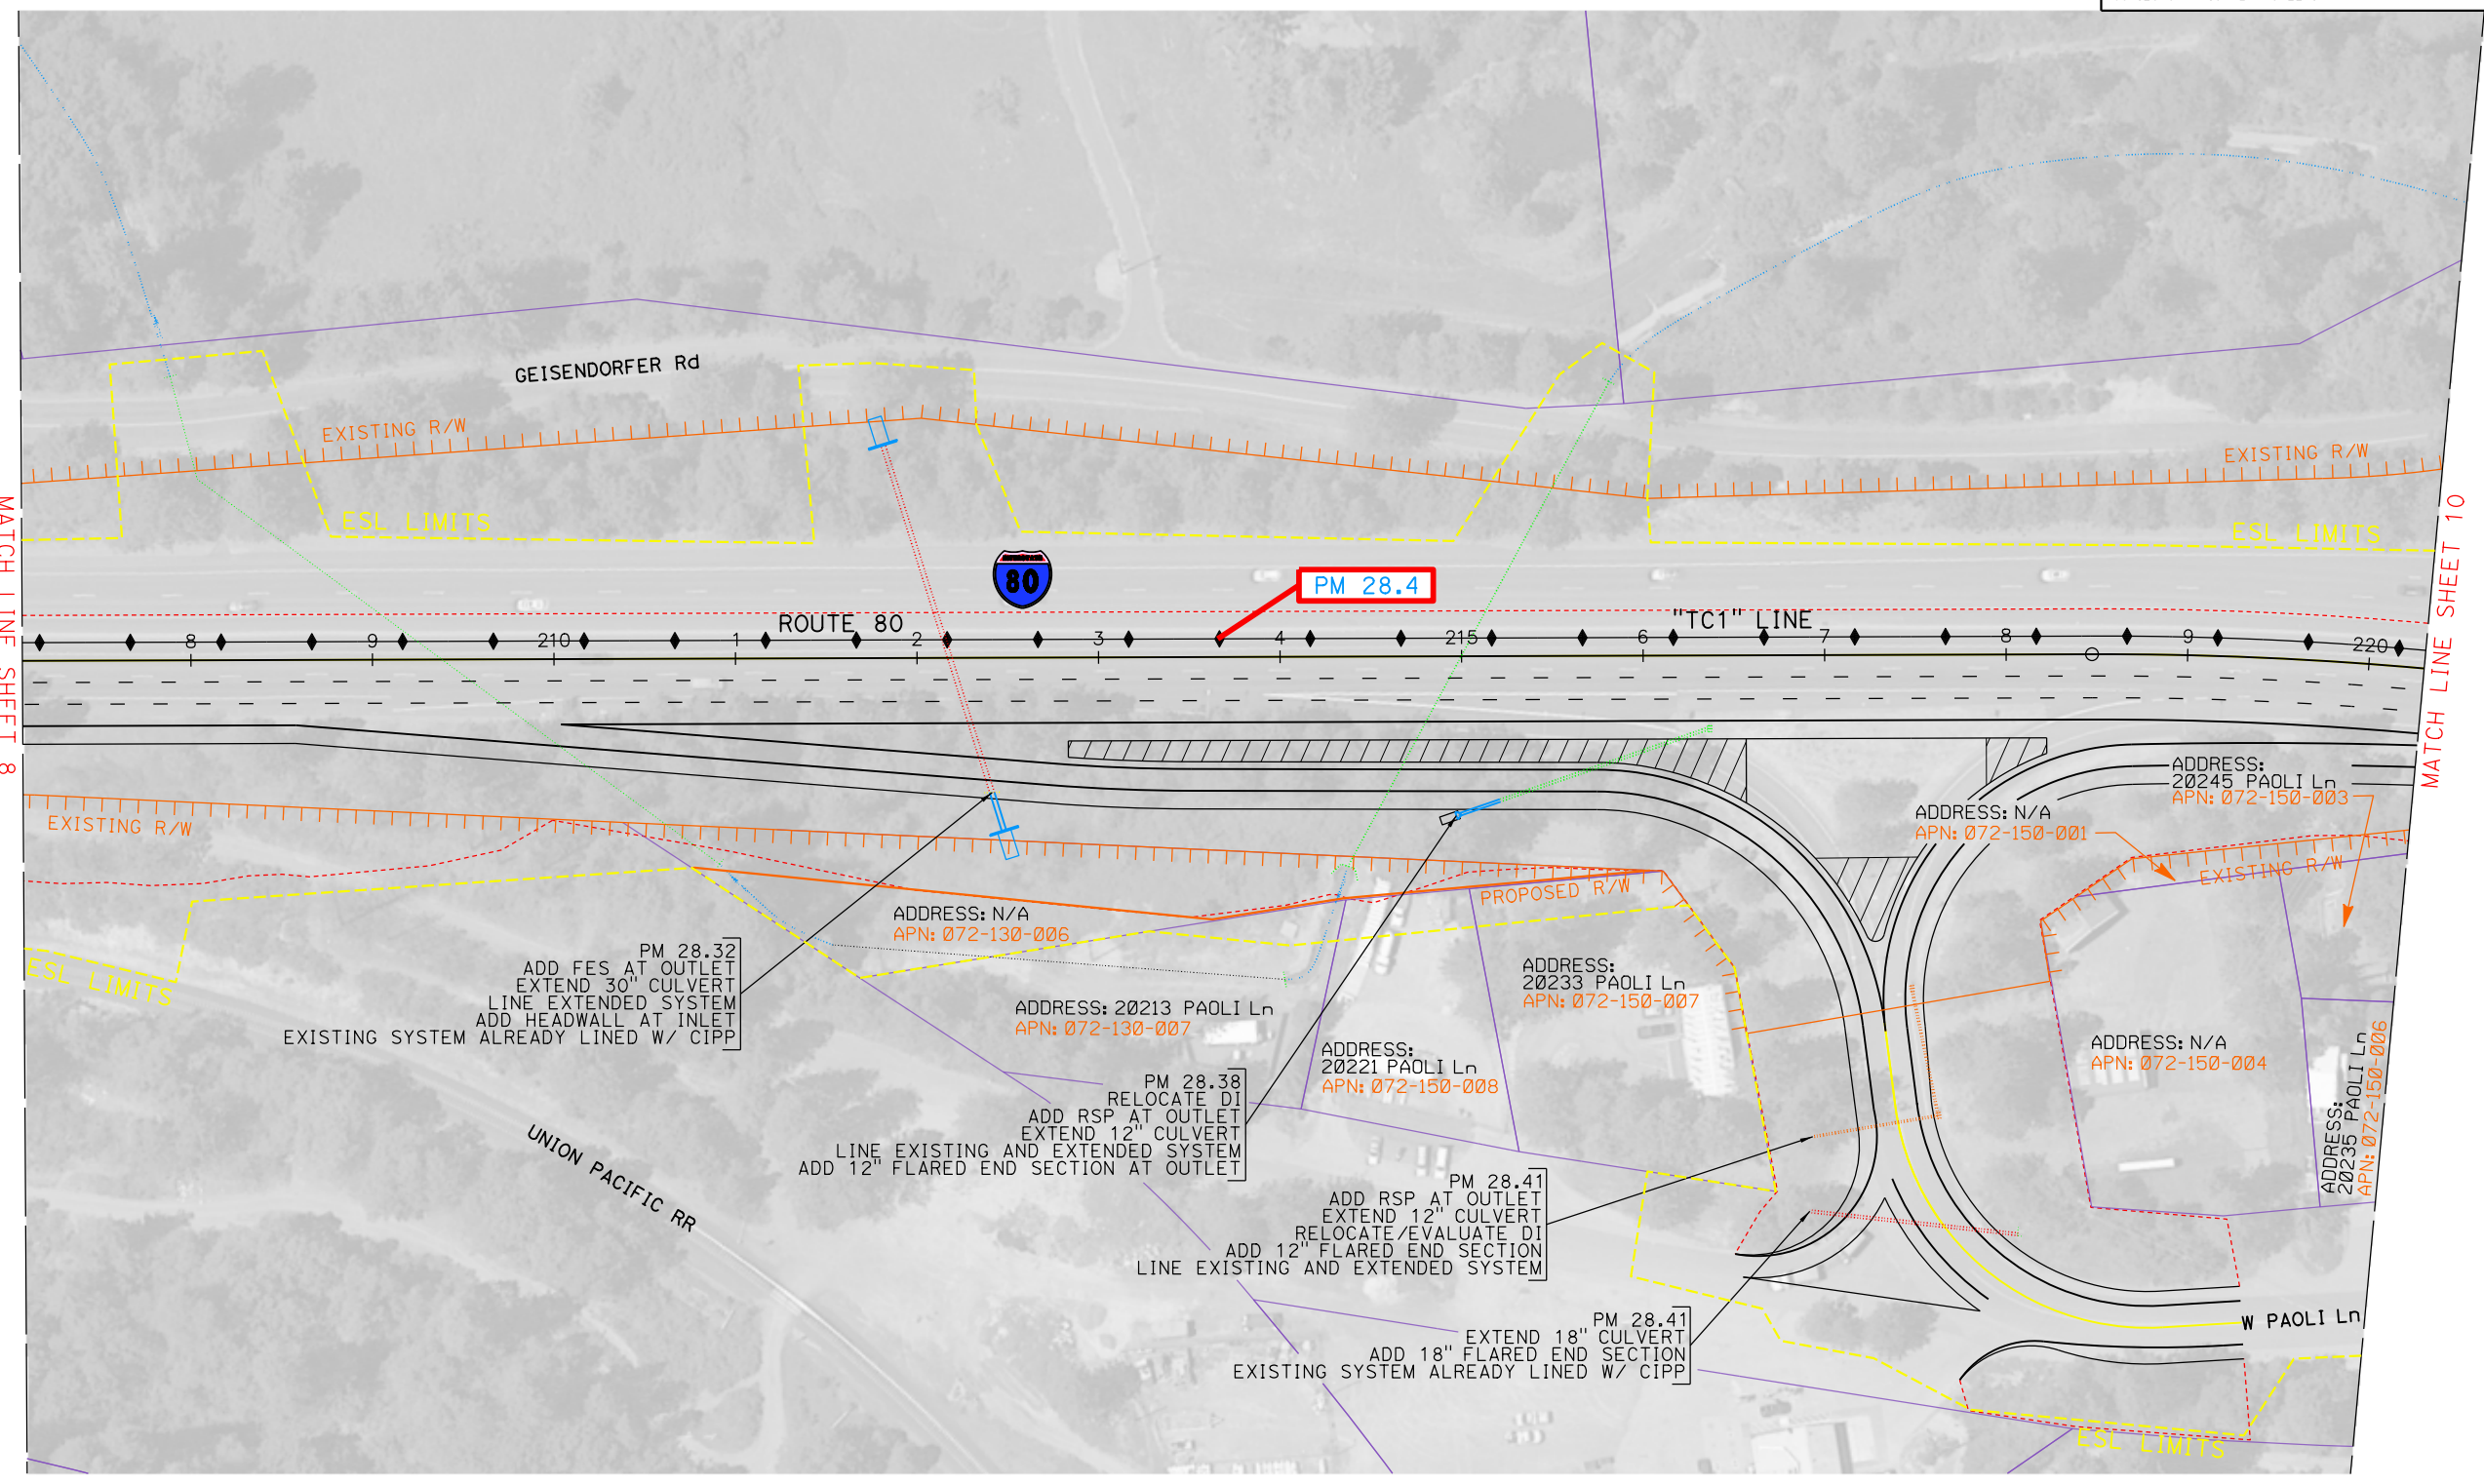 GEISENDORFER Rd
EXISTING R/W
EXISTING R/W
ESL LIMITS
ESL LIMITS
MATCH LINE SHEET 8
MATCH LINE SHEET 10
80
PM 28.4
ROUTE 80
"TC1" LINE
8 9 210 1 2 3 4 215 6 7 8 9 220
ADDRESS:
20245 PAOLI Ln
APN: 072-150-003
ADDRESS: N/A
APN: 072-150-001
EXISTING R/W
EXISTING R/W
PROPOSED R/W
ADDRESS: N/A
APN: 072-130-006
PM 28.32
ADD FES AT OUTLET
EXTEND 30" CULVERT
LINE EXTENDED SYSTEM
ADD HEADWALL AT INLET
EXISTING SYSTEM ALREADY LINED W/ CIPP
ESL LIMITS
ADDRESS:
20233 PAOLI Ln
APN: 072-150-007
ADDRESS: 20213 PAOLI Ln
APN: 072-130-007
ADDRESS:
20221 PAOLI Ln
APN: 072-150-008
ADDRESS: N/A
APN: 072-150-004
ADDRESS:
20235 PAOLI Ln
APN: 072-150-006
PM 28.38
RELOCATE DI
ADD RSP AT OUTLET
EXTEND 12" CULVERT
LINE EXISTING AND EXTENDED SYSTEM
ADD 12" FLARED END SECTION AT OUTLET
UNION PACIFIC RR
PM 28.41
ADD RSP AT OUTLET
EXTEND 12" CULVERT
RELOCATE/EVALUATE DI
ADD 12" FLARED END SECTION
LINE EXISTING AND EXTENDED SYSTEM
PM 28.41
EXTEND 18" CULVERT
ADD 18" FLARED END SECTION
EXISTING SYSTEM ALREADY LINED W/ CIPP
W PAOLI Ln
ESL LIMITS